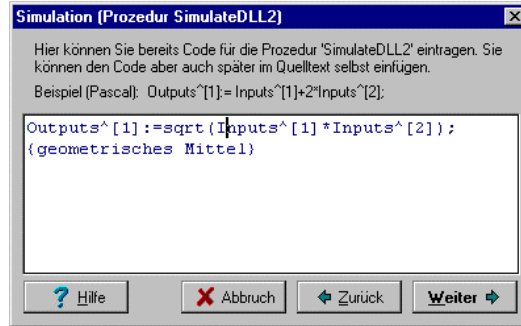 Simulation (Prozedur SimulateDLL2)
Hier können Sie bereits Code für die Prozedur 'SimulateDLL2' eintragen. Sie
können den Code aber auch später im Quelltext selbst einfügen.
Beispiel (Pascal): Outputs^[1]:= Inputs^[1]+2*Inputs^[2];
Outputs^[1]:=sqrt(Inputs^[1]*Inputs^[2]);
{geometrisches Mittel}
? Hilfe
Abbruch
Zurück
Weiter